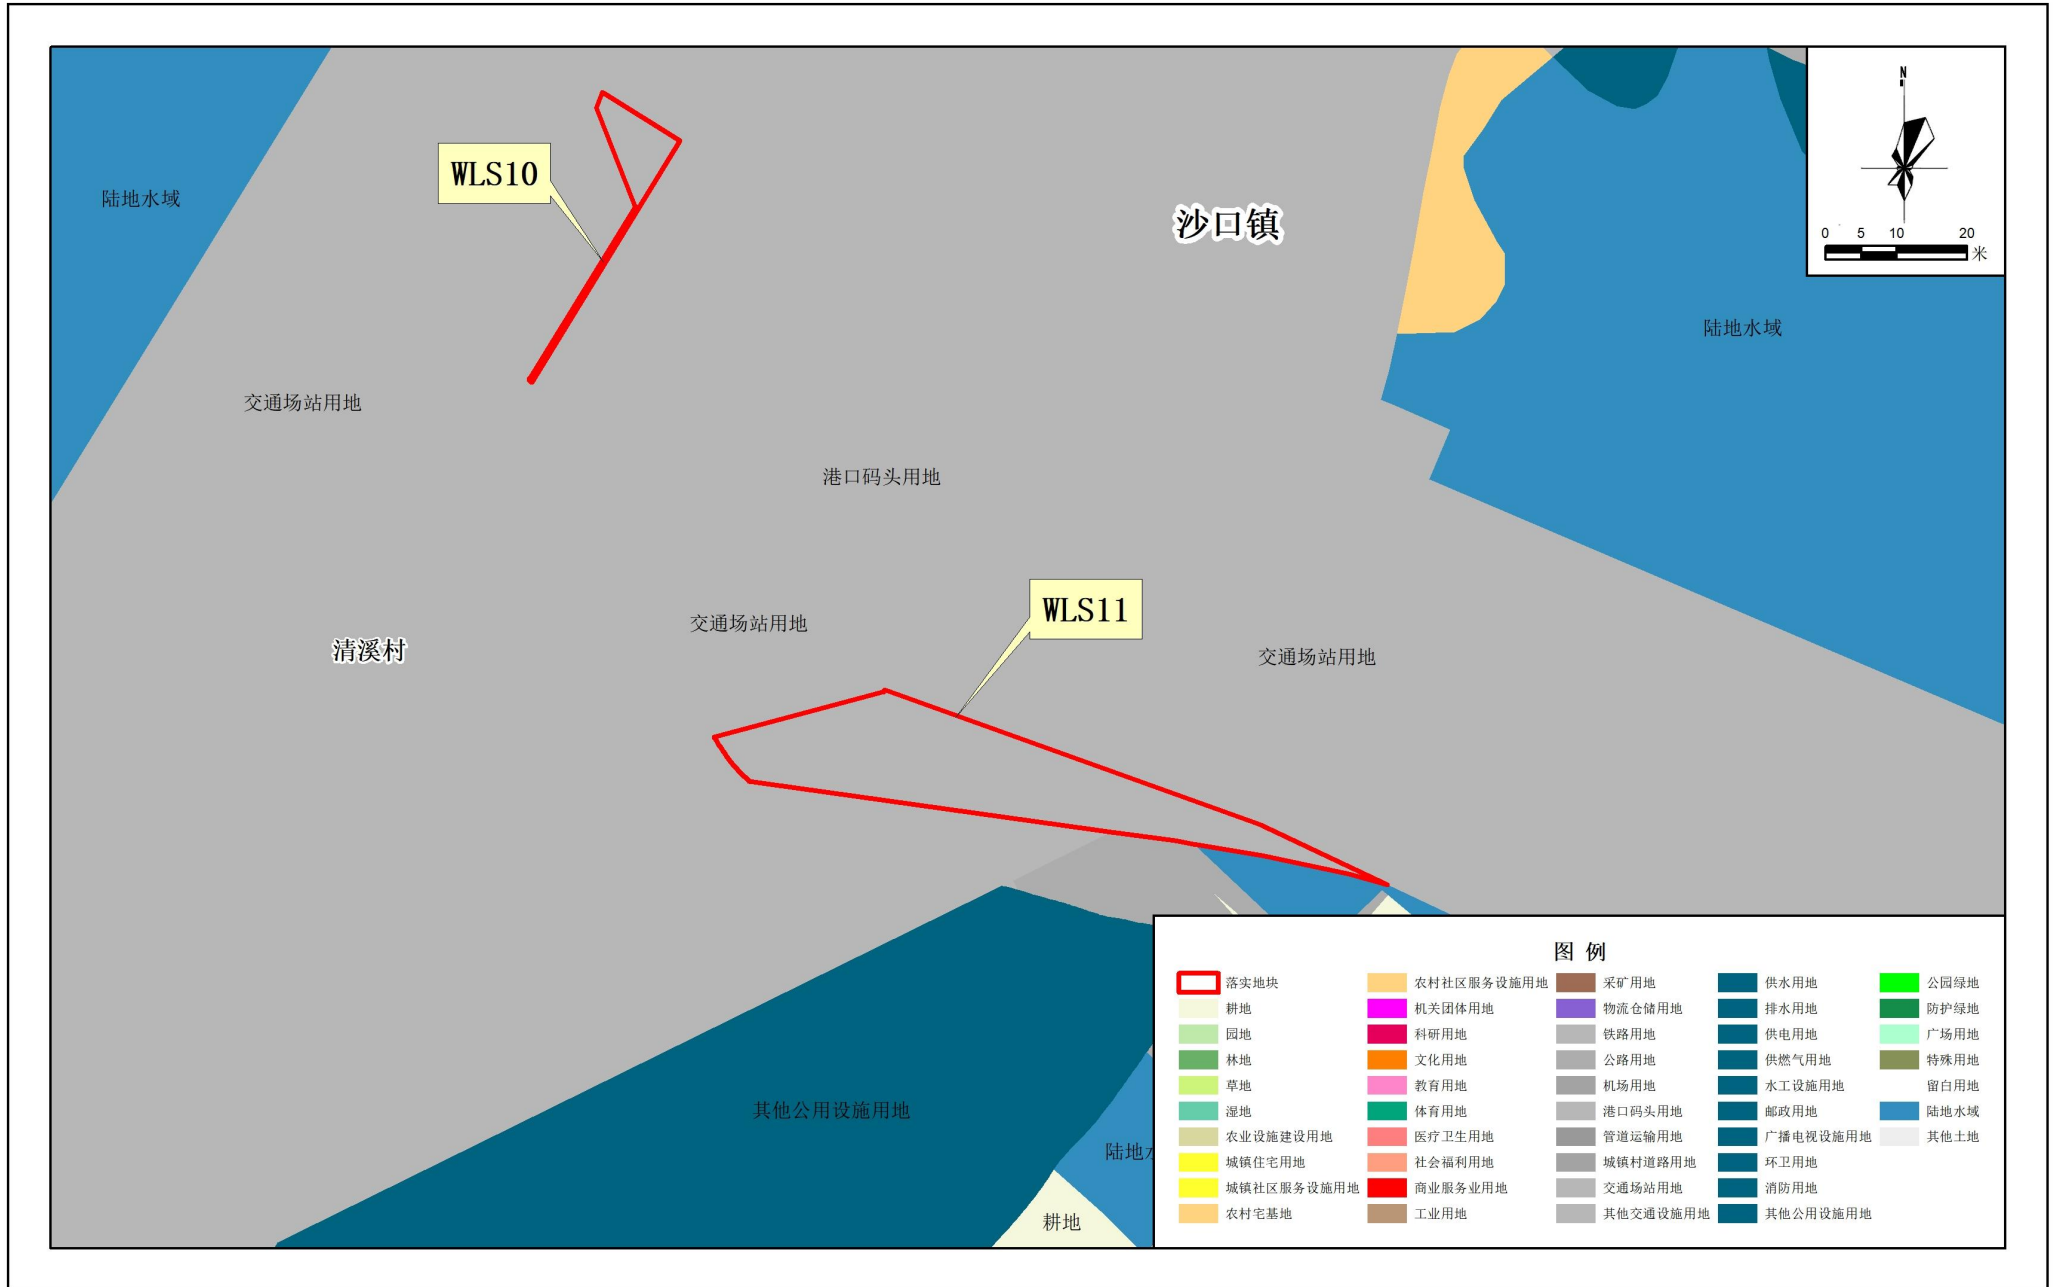 N
0 5 10 20
米
WLS10
陆地水域
沙口镇
陆地水域
交通场站用地
港口码头用地
WLS11
交通场站用地
清溪村
交通场站用地
其他公用设施用地
陆地水
耕地
图 例
落实地块
耕地
园地
林地
草地
湿地
农业设施建设用地
城镇住宅用地
城镇社区服务设施用地
农村宅基地
农村社区服务设施用地
机关团体用地
科研用地
文化用地
教育用地
体育用地
医疗卫生用地
社会福利用地
商业服务业用地
工业用地
采矿用地
物流仓储用地
铁路用地
公路用地
机场用地
港口码头用地
管道运输用地
城镇村道路用地
交通场站用地
其他交通设施用地
供水用地
排水用地
供电用地
供燃气用地
水工设施用地
邮政用地
广播电视设施用地
环卫用地
消防用地
其他公用设施用地
公园绿地
防护绿地
广场用地
特殊用地
留白用地
陆地水域
其他土地